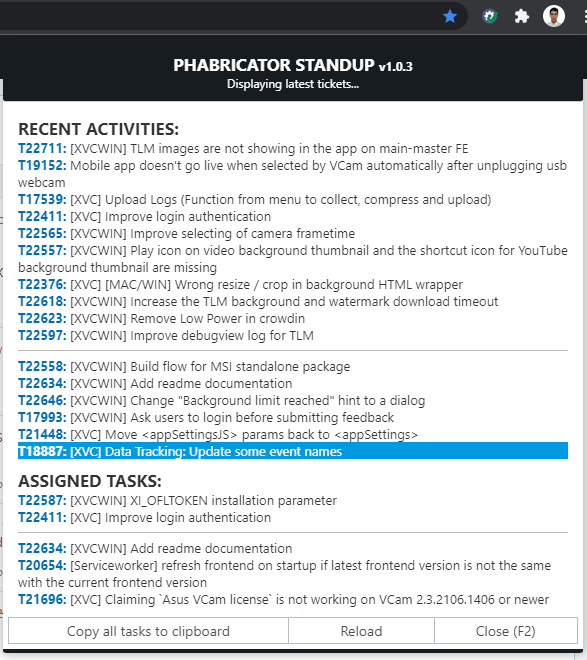 PHABRICATOR STANDUP v1.0.3
Displaying latest tickets...
RECENT ACTIVITIES:
T22711: [XVCWIN] TLM images are not showing in the app on main-master FE
T19152: Mobile app doesn't go live when selected by VCam automatically after unplugging usb
webcam
T17539: [XVC] Upload Logs (Function from menu to collect, compress and upload)
T22411: [XVC] Improve login authentication
T22565: [XVCWIN] Improve selecting of camera frametime
T22557: [XVCWIN] Play icon on video background thumbnail and the shortcut icon for YouTube
background thumbnail are missing
T22376: [XVC] [MAC/WIN] Wrong resize / crop in background HTML wrapper
T22618: [XVCWIN] Increase the TLM background and watermark download timeout
T22623: [XVCWIN] Remove Low Power in crowdin
T22597: [XVCWIN] Improve debugview log for TLM
T22558: [XVCWIN] Build flow for MSI standalone package
T22634: [XVCWIN] Add readme documentation
T22646: [XVCWIN] Change "Background limit reached" hint to a dialog
T17993: [XVCWIN] Ask users to login before submitting feedback
T21448: [XVC] Move <appSettingsJS> params back to <appSettings>
T18887: [XVC] Data Tracking: Update some event names
ASSIGNED TASKS:
T22587: [XVCWIN] XI_OFLTOKEN installation parameter
T22411: [XVC] Improve login authentication
T22634: [XVCWIN] Add readme documentation
T20654: [Serviceworker] refresh frontend on startup if latest frontend version is not the same
with the current frontend version
T21696: [XVC] Claiming `Asus VCam license` is not working on VCam 2.3.2106.1406 or newer
Copy all tasks to clipboard
Reload
Close (F2)